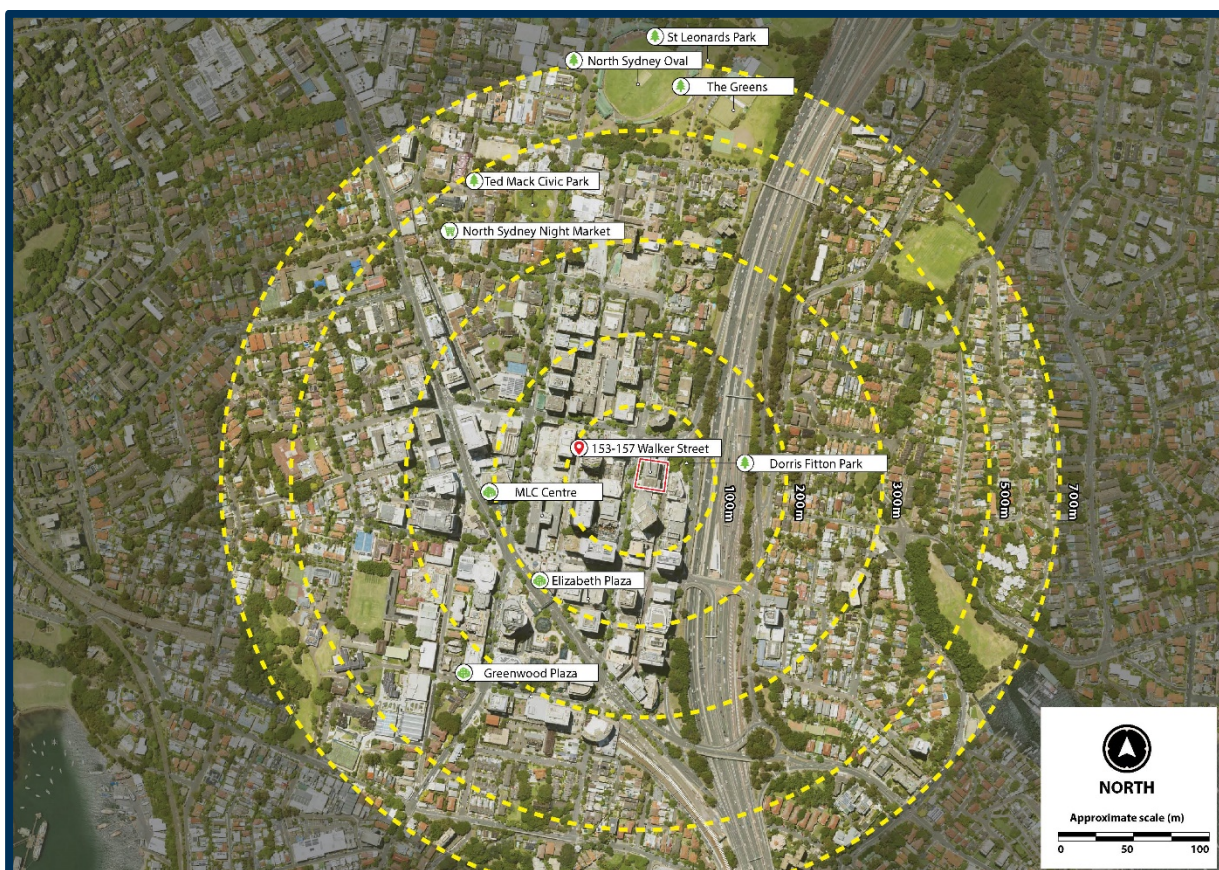 St Leonards Park
North Sydney Oval
The Greens
Ted Mack Civic Park
North Sydney Night Market
153-157 Walker Street
Dorris Fitton Park
MLC Centre
100m
200m
300m
500m
700m
Elizabeth Plaza
Greenwood Plaza
NORTH
Approximate scale (m)
0 50 100